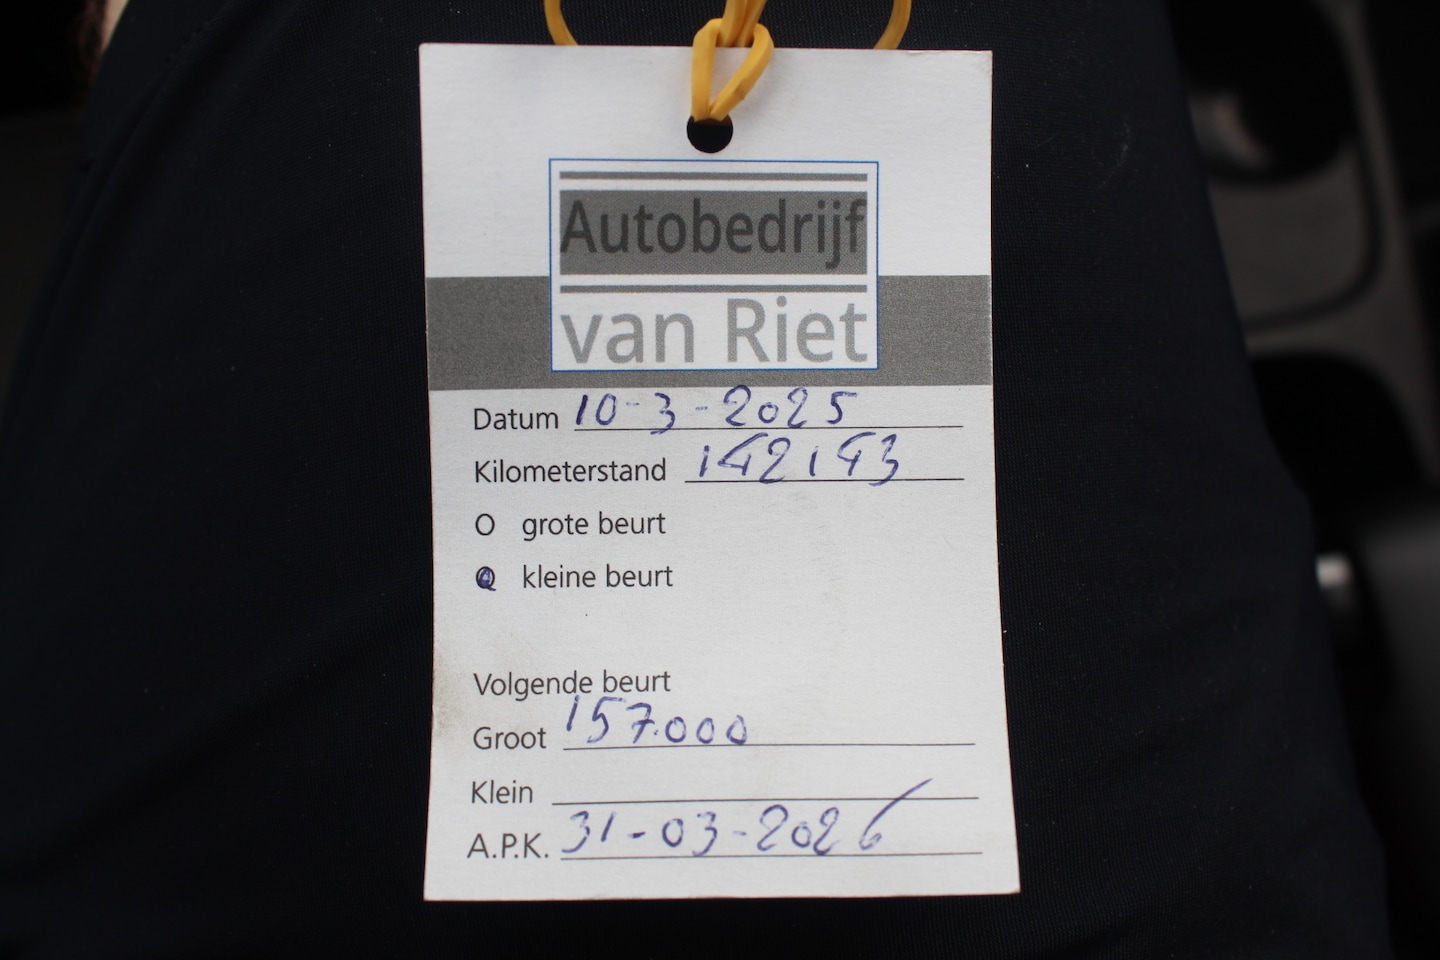 Autobedrijf
van Riet
Datum 10-3-2025
Kilometerstand 142143
O grote beurt
O kleine beurt
Volgende beurt
Groot 157.000
Klein
A.P.K. 31-03-2026